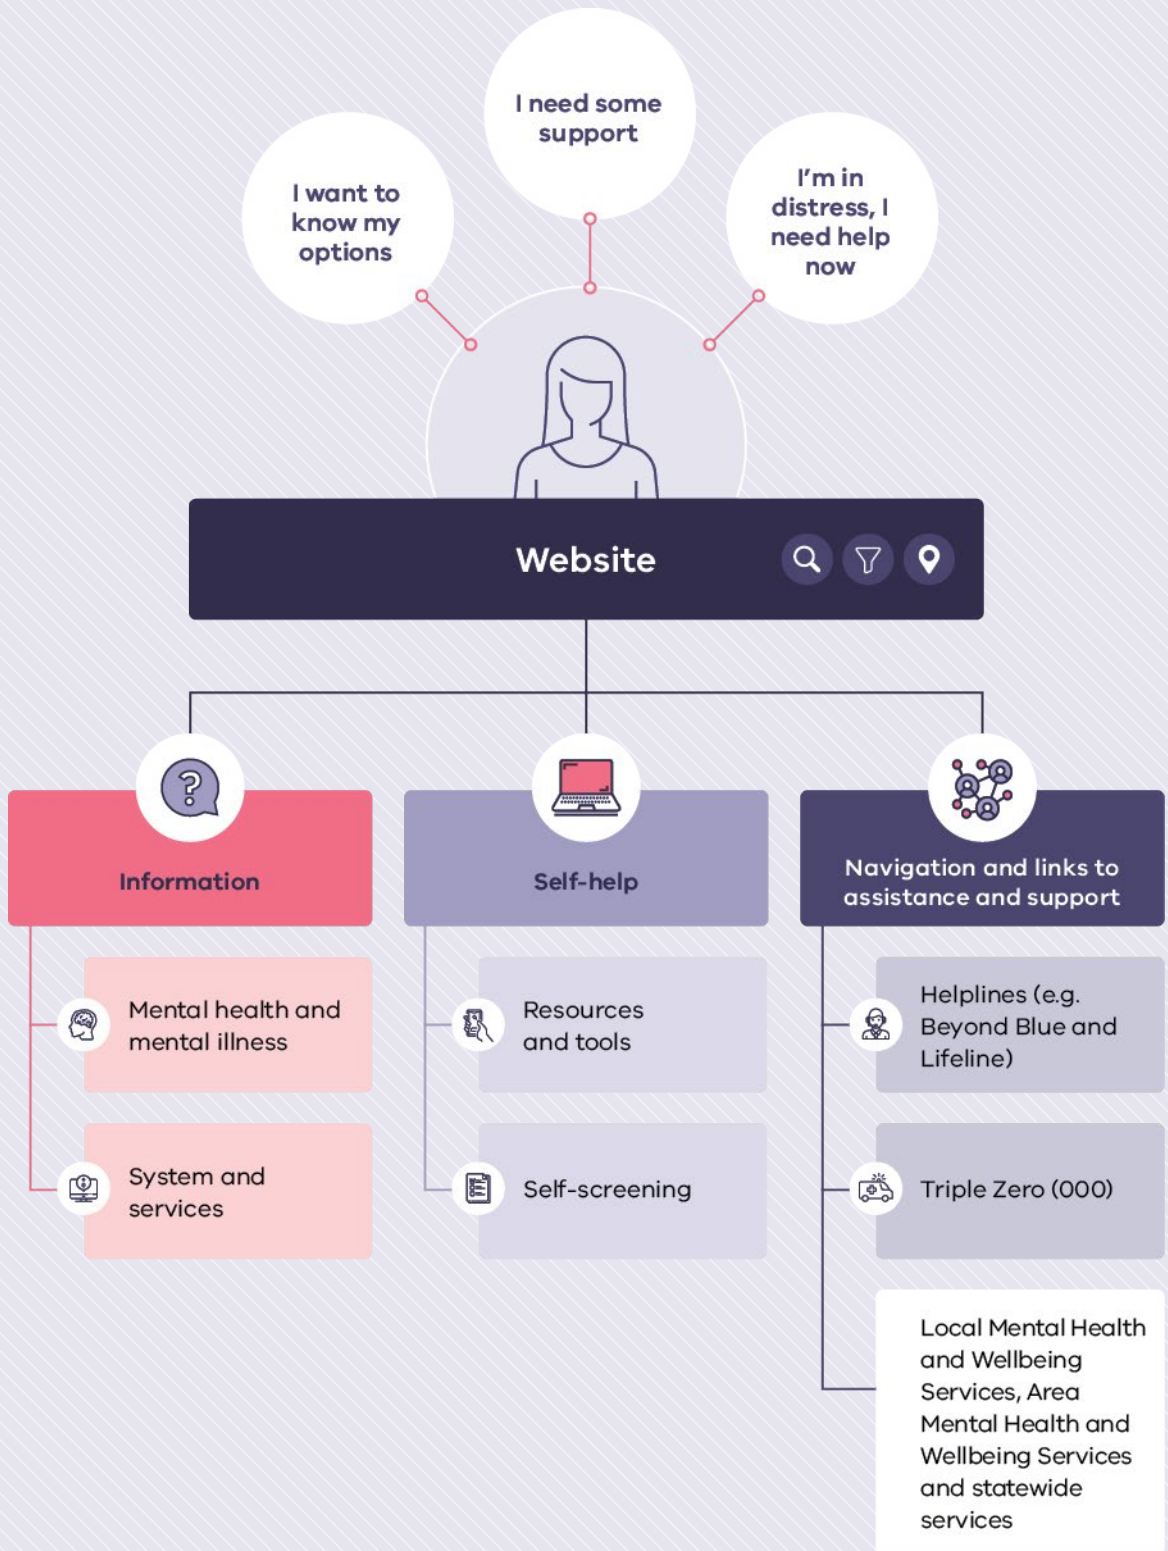 I need some
support
I want to
know my
options
I'm in
distress, I
need help
now
Website
Information
Mental health and
mental illness
System and
services
Self-help
Resources
and tools
Self-screening
Navigation and links to
assistance and support
Helplines (e.g.
Beyond Blue and
Lifeline)
Triple Zero (000)
Local Mental Health
and Wellbeing
Services, Area
Mental Health and
Wellbeing Services
and statewide
services